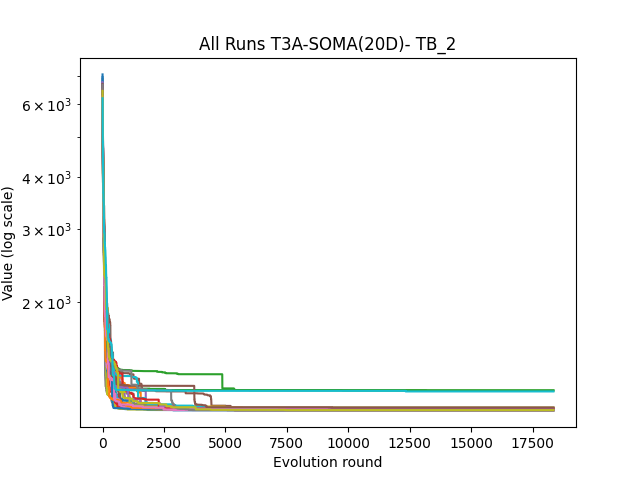 All Runs T3A-SOMA(20D)- TB_2
6 × 10³
4 × 10³
3 × 10³
2 × 10³
Value (log scale)
0 2500 5000 7500 10000 12500 15000 17500
Evolution round